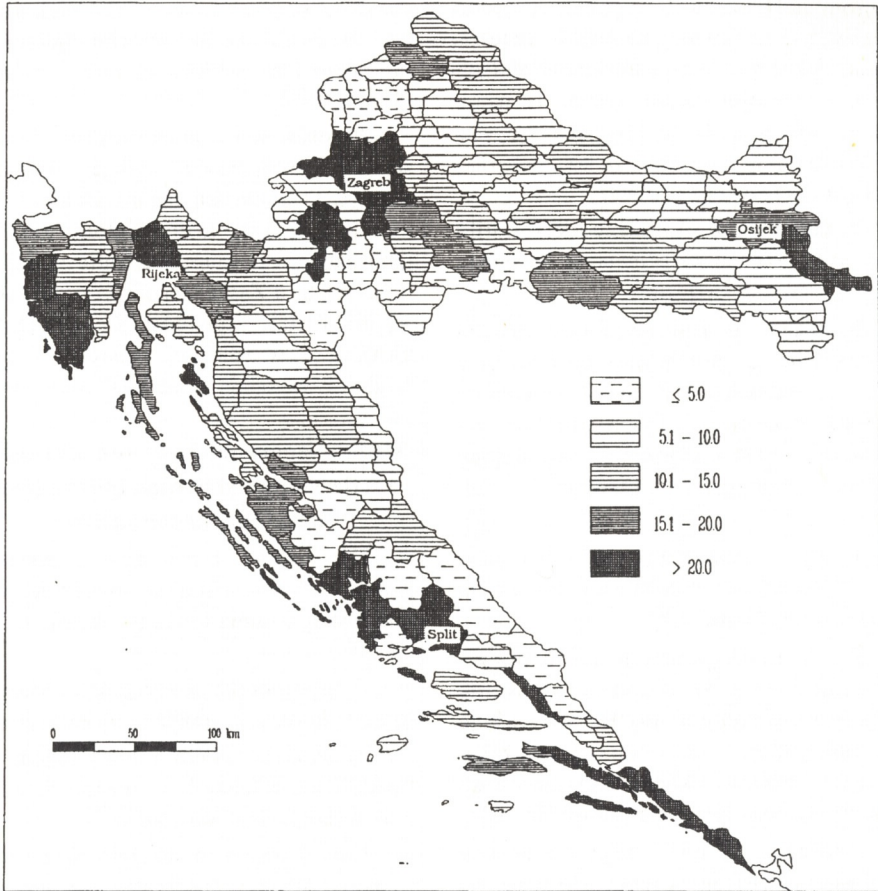 Zagreb
Osijek
Rijeka
≤ 5.0
5.1 - 10.0
10.1 - 15.0
15.1 - 20.0
> 20.0
Split
0 50 100 km